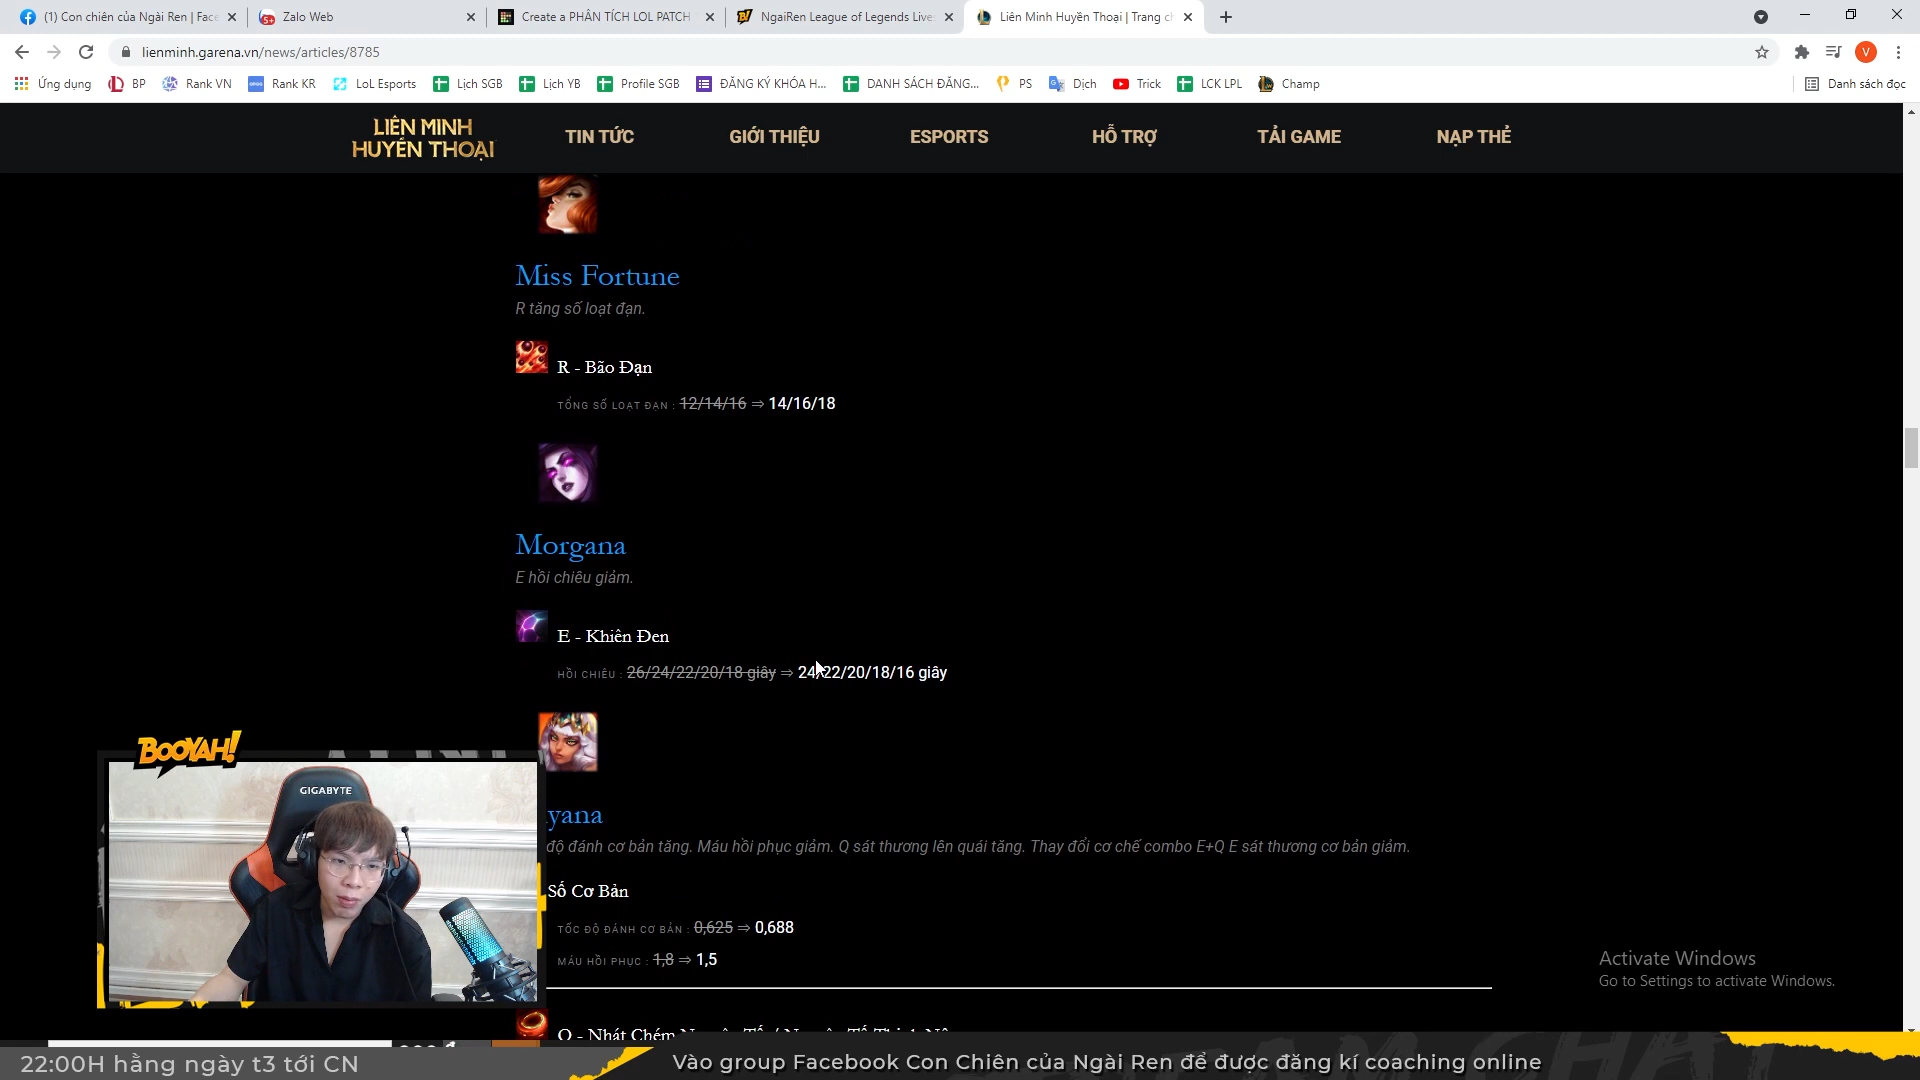 (1) Con chiên của Ngài Ren | Face
Zalo Web
Create a PHÂN TÍCH LOL PATCH
NgaiRen League of Legends Live
Liên Minh Huyền Thoại | Trang ch
lienminh.garena.vn/news/articles/8785
V
Ứng dụng
BP
Rank VN
Rank KR
LoL Esports
Lịch SGB
Lịch YB
Profile SGB
ĐĂNG KÝ KHÓA H...
DANH SÁCH ĐĂNG...
PS
Dịch
Trick
LCK LPL
Champ
Danh sách đọc
LIÊN MINH
HUYỀN THOẠI
TIN TỨC
GIỚI THIỆU
ESPORTS
HỖ TRỢ
TẢI GAME
NẠP THẺ
Miss Fortune
R tăng số loạt đạn.
R - Bão Đạn
TỔNG SỐ LOẠT ĐẠN : 12/14/16 ⇒ 14/16/18
Morgana
E hồi chiêu giảm.
E - Khiên Đen
HỒI CHIÊU : 26/24/22/20/18 giây ⇒ 24/22/20/18/16 giây
yana
độ đánh cơ bản tăng. Máu hồi phục giảm. Q sát thương lên quái tăng. Thay đổi cơ chế combo E+Q E sát thương cơ bản giảm.
Số Cơ Bản
TỐC ĐỘ ĐÁNH CƠ BẢN : 0,625 ⇒ 0,688
MÁU HỒI PHỤC : 1,8 ⇒ 1,5
Q - Nhát Chém
BOOYAH!
GIGABYTE
Activate Windows
Go to Settings to activate Windows.
22:00H hằng ngày t3 tới CN
Vào group Facebook Con Chiên của Ngài Ren để được đăng kí coaching online